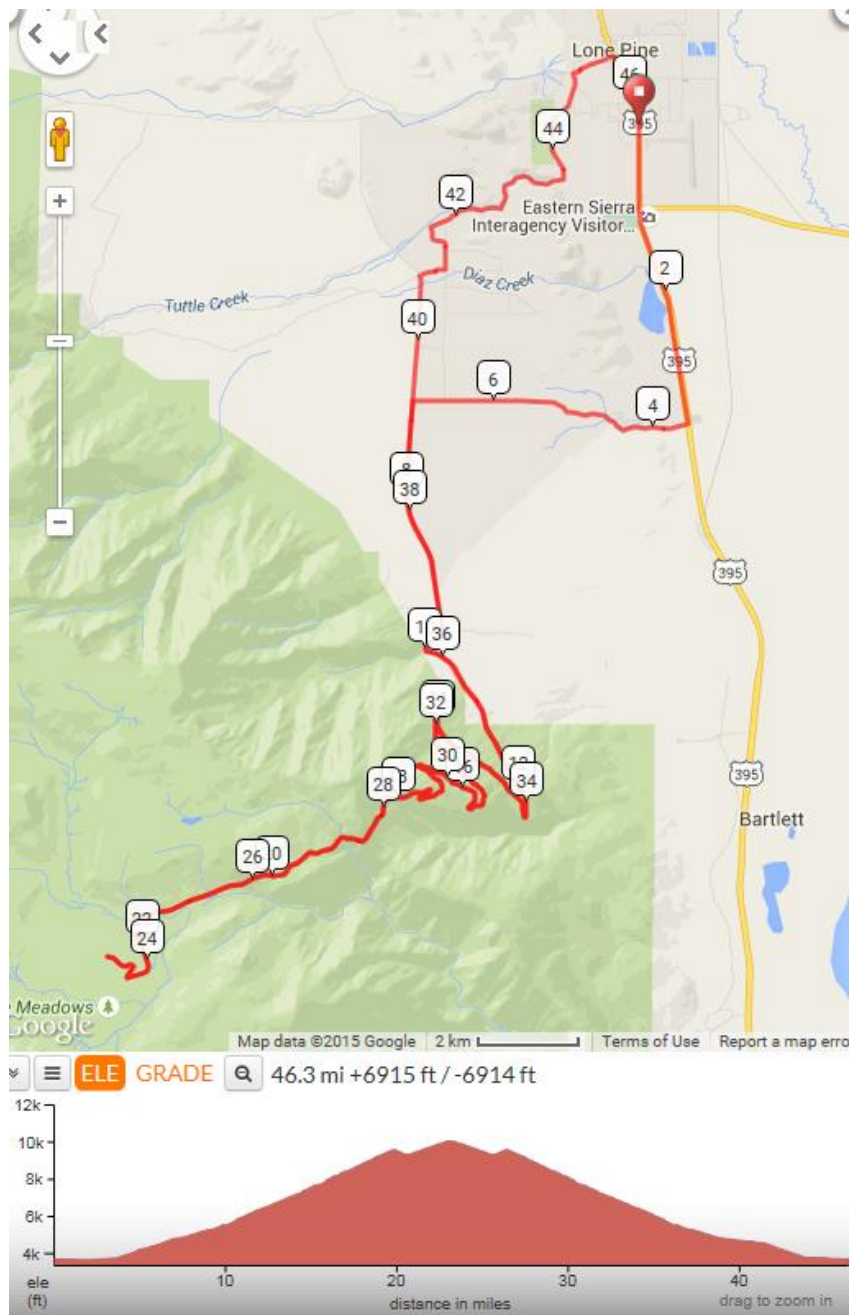 Lone Pine
46
395
44
42
Eastern Sierra
Interagency Visitor...
2
Diaz Creek
Tuttle Creek
40
395
6
4
8
38
395
36
32
30
34
28
395
Bartlett
26
22
24
Meadows
Google
Map data ©2015 Google
2 km
Terms of Use
Report a map erro
ELE GRADE 46.3 mi +6915 ft / -6914 ft
12k
10k
8k
6k
4k
ele
(ft)
10
20
30
40
distance in miles
drag to zoom in